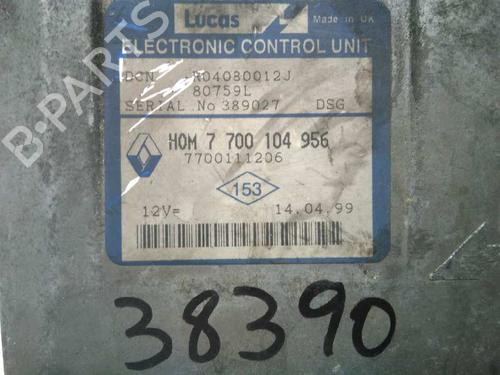 Lucas Made in UK
ELECTRONIC CONTROL UNIT
DCN R04080012J
80759L
SERIAL No 389027 DSG
HOM 7 700 104 956
7700111206
153
12V= 14.04.99
38390
B-PARTS